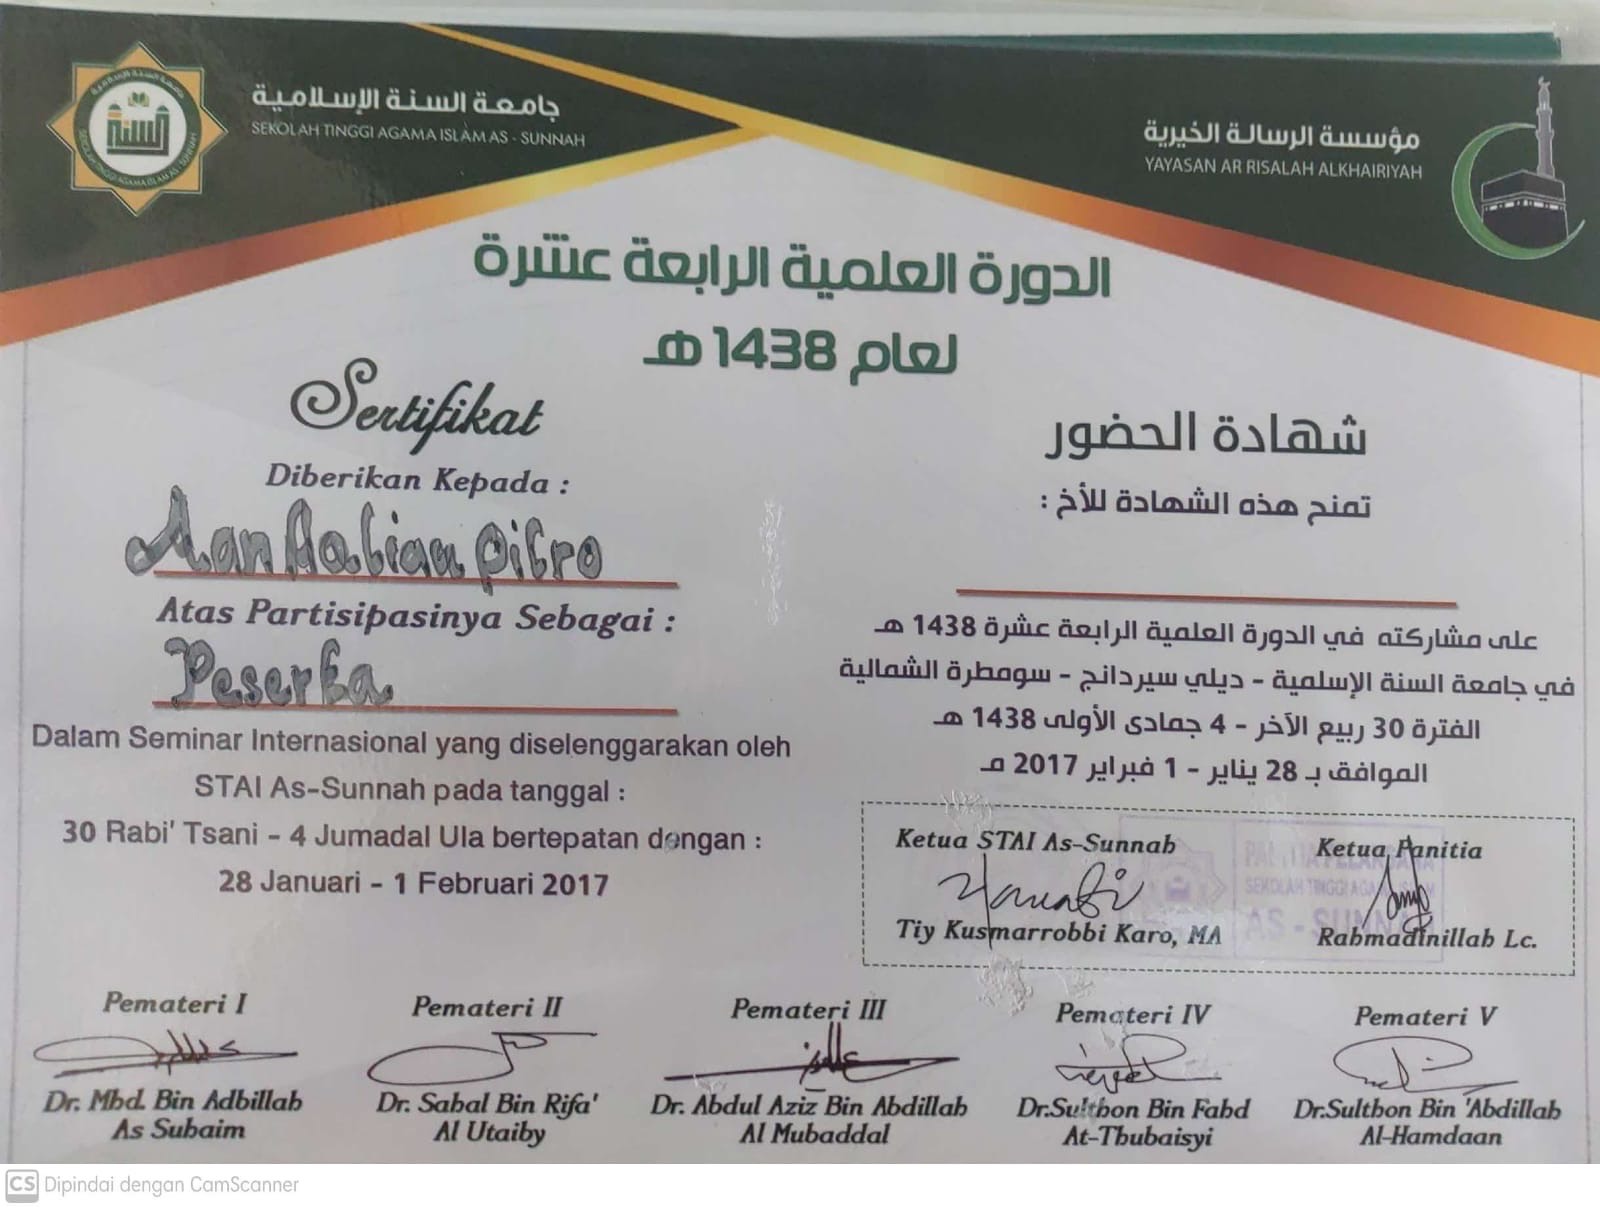 جامعة السنة الإسلامية
SEKOLAH TINGGI AGAMA ISLAM AS - SUNNAH
مؤسسة الرسالة الخيرية
YAYASAN AR RISALAH ALKHAIRIYAH
الدورة العلمية الرابعة عشرة
لعام 1438 هـ
Sertifikat
Diberikan Kepada :
Atas Partisipasinya Sebagai :
Peserta
Dalam Seminar Internasional yang diselenggarakan oleh
STAI As-Sunnah pada tanggal :
30 Rabi' Tsani - 4 Jumadal Ula bertepatan dengan :
28 Januari - 1 Februari 2017
شهادة الحضور
تمنح هذه الشهادة للأخ :
على مشاركته في الدورة العلمية الرابعة عشرة 1438 هـ
في جامعة السنة الإسلمية - ديلي سيردانج - سومطرة الشمالية
الفترة 30 ربيع الآخر - 4 جمادى الأولى 1438 هـ
الموافق بـ 28 يناير - 1 فبراير 2017 مـ
Ketua STAI As-Sunnah
Tiy Kusmarrobbi Karo, MA
Ketua Panitia
Rahmadinillah Lc.
Pemateri I
Dr. Mhd. Bin Adbillah
As Suhaim
Pemateri II
Dr. Sahal Bin Rifa'
Al Utaiby
Pemateri III
Dr. Abdul Aziz Bin Abdillah
Al Mubaddal
Pemateri IV
Dr.Sulthon Bin Fahd
At-Thubaisyi
Pemateri V
Dr.Sulthon Bin 'Abdillah
Al-Hamdaan
CS Dipindai dengan CamScanner